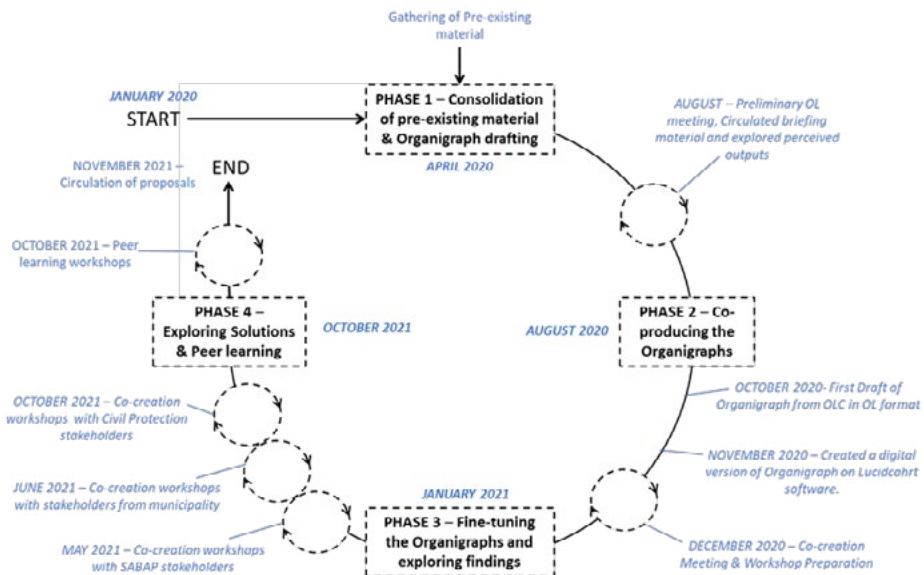 Gathering of Pre-existing
material
JANUARY 2020
START
PHASE 1 – Consolidation
of pre-existing material
& Organigraph drafting
APRIL 2020
AUGUST – Preliminary OL
meeting, Circulated briefing
material and explored perceived
outputs
NOVEMBER 2021 –
Circulation of proposals
END
OCTOBER 2021 – Peer
learning workshops
PHASE 4 –
Exploring Solutions
& Peer learning
OCTOBER 2021
AUGUST 2020
PHASE 2 – Co-
producing the
Organigraphs
OCTOBER 2020- First Draft of
Organigraph from OLC in OL format
OCTOBER 2021 – Co-creation
workshops with Civil Protection
stakeholders
NOVEMBER 2020 – Created a digital
version of Organigraph on Lucidcahrt
software.
JUNE 2021 – Co-creation workshops
with stakeholders from municipality
JANUARY 2021
PHASE 3 – Fine-tuning
the Organigraphs and
exploring findings
MAY 2021 – Co-creation workshops
with SABAP stakeholders
DECEMBER 2020 – Co-creation
Meeting & Workshop Preparation